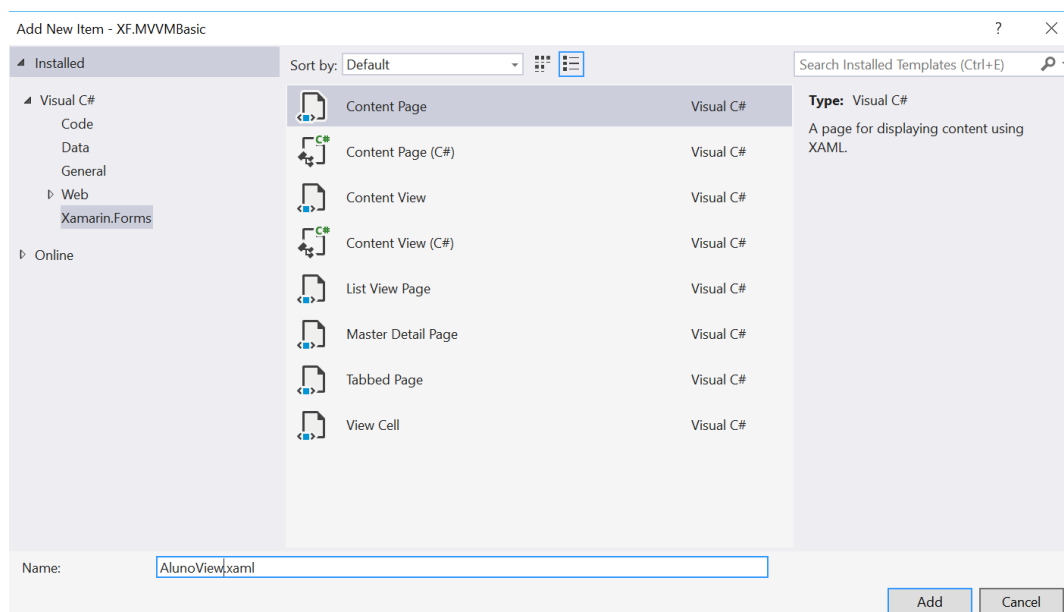 Add New Item - XF.MVVMBasic ?
Installed
Visual C#
Code
Data
General
Web
Xamarin.Forms
Online
Sort by: Default
Content Page Visual C#
C# Content Page (C#) Visual C#
Content View Visual C#
C# Content View (C#) Visual C#
List View Page Visual C#
Master Detail Page Visual C#
Tabbed Page Visual C#
View Cell Visual C#
Search Installed Templates (Ctrl+E)
Type: Visual C#
A page for displaying content using
XAML.
Name: AlunoView.xaml
Add Cancel